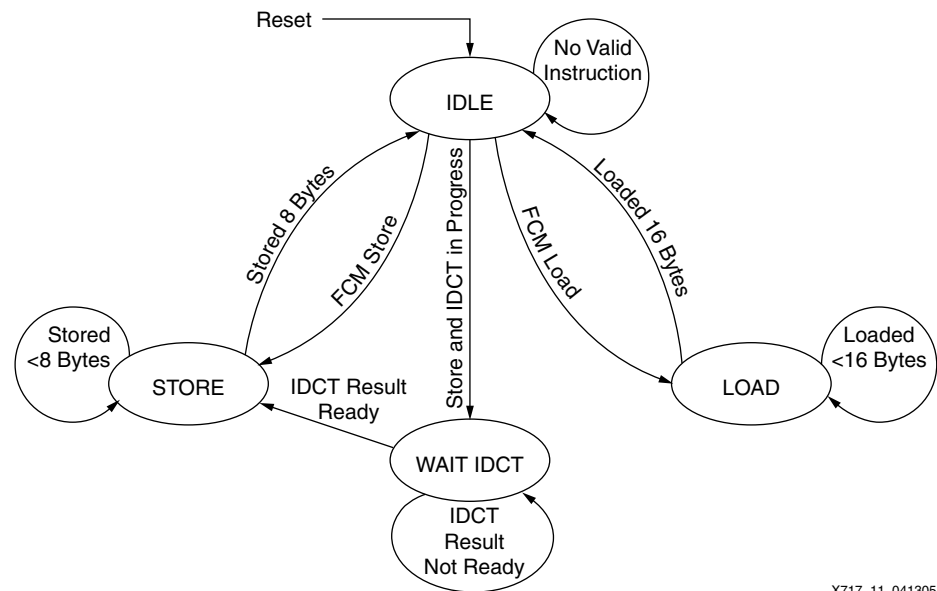 Reset
No Valid
Instruction
IDLE
Stored 8 Bytes
FCM Store
Store and IDCT in Progress
FCM Load
Loaded 16 Bytes
Stored
<8 Bytes
STORE
IDCT Result
Ready
LOAD
Loaded
<16 Bytes
WAIT IDCT
IDCT
Result
Not Ready
X717_11_041305